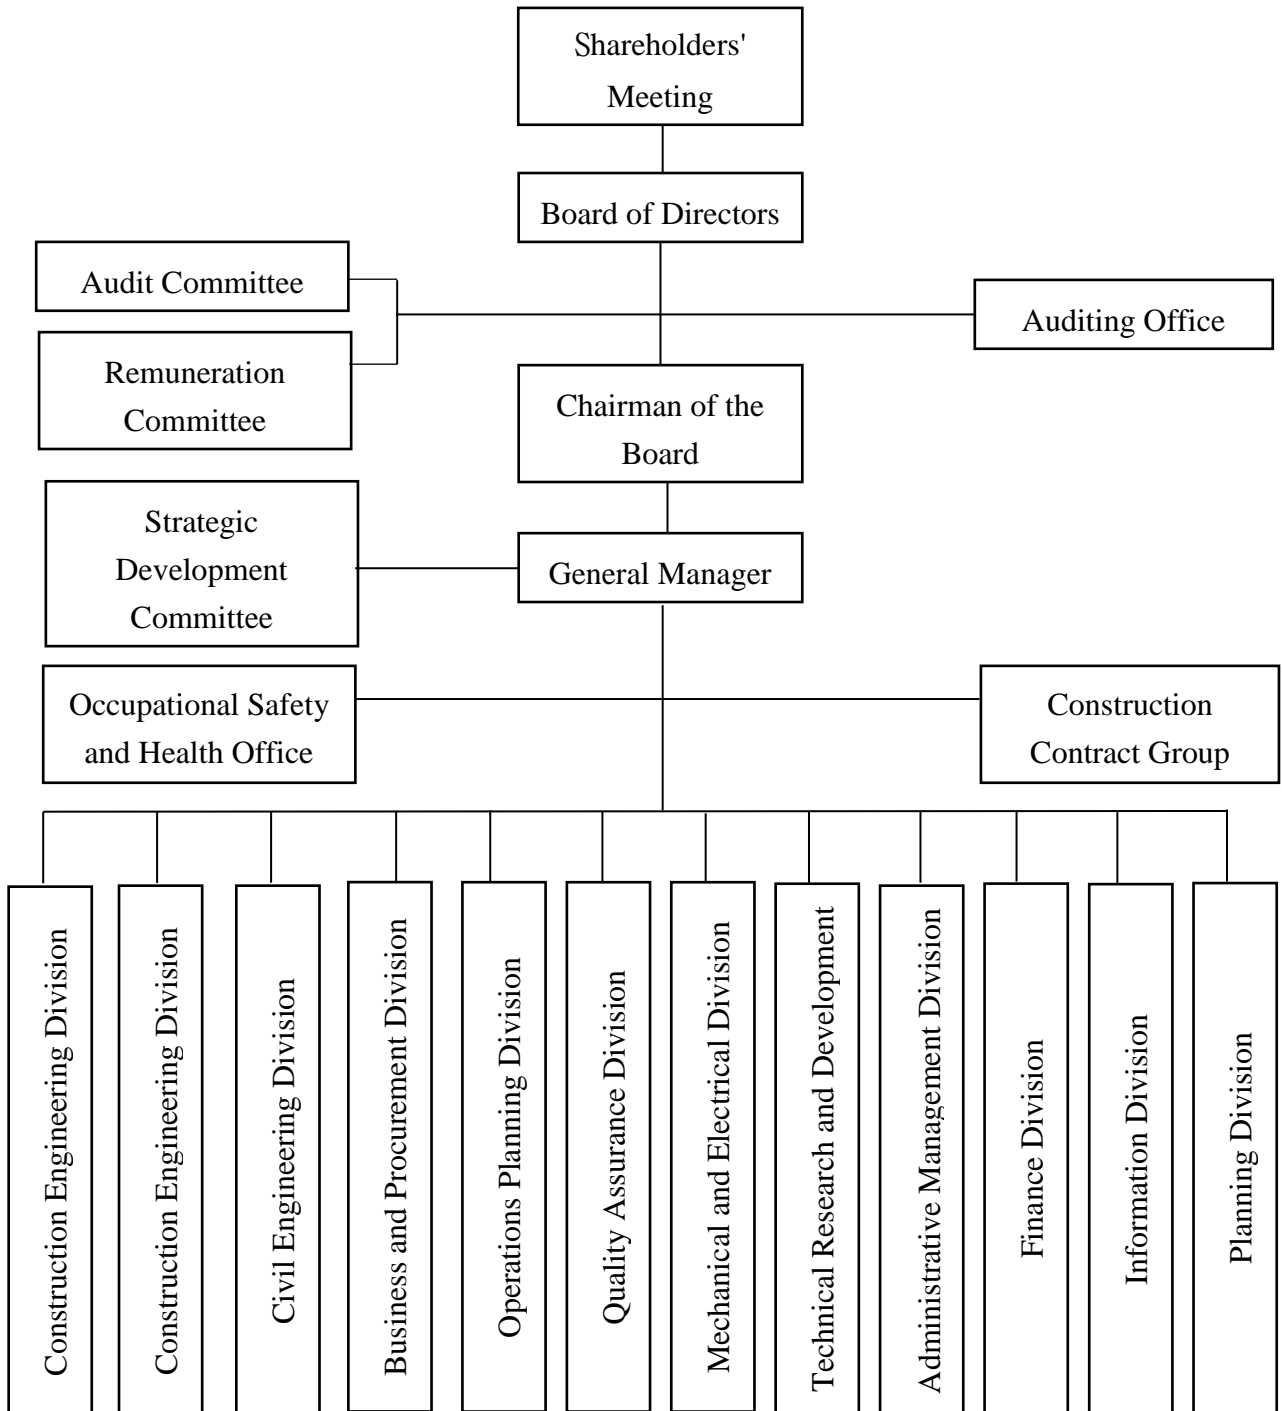 Shareholders'
Meeting
Board of Directors
Audit Committee
Auditing Office
Remuneration
Committee
Chairman of the
Board
Strategic
Development
Committee
General Manager
Occupational Safety
and Health Office
Construction
Contract Group
Construction Engineering Division
Construction Engineering Division
Civil Engineering Division
Business and Procurement Division
Operations Planning Division
Quality Assurance Division
Mechanical and Electrical Division
Technical Research and Development
Administrative Management Division
Finance Division
Information Division
Planning Division